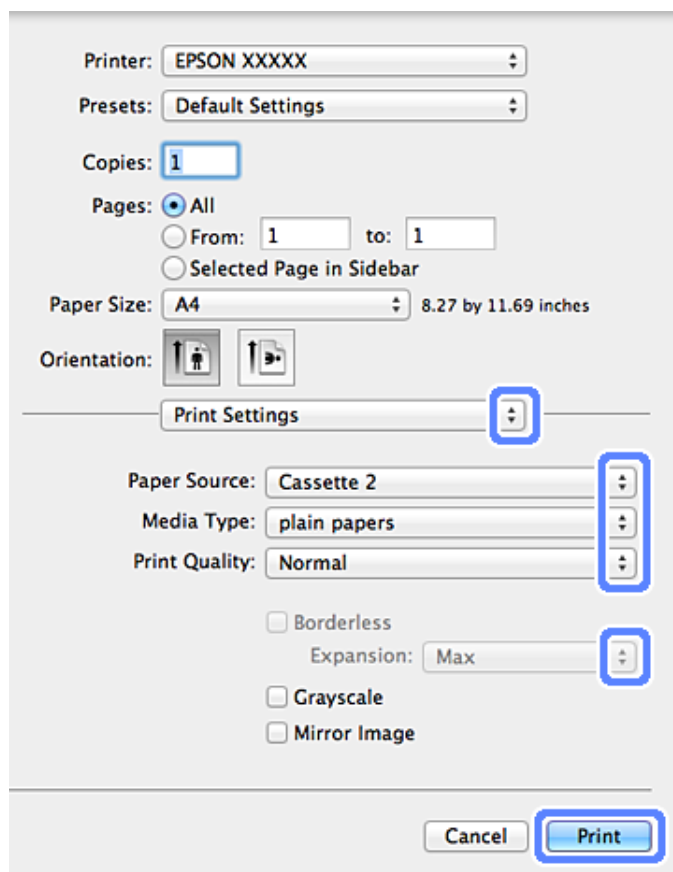 Printer: EPSON XXXXX
Presets: Default Settings
Copies: 1
Pages: All
From: 1 to: 1
Selected Page in Sidebar
Paper Size: A4 8.27 by 11.69 inches
Orientation:
Print Settings
Paper Source: Cassette 2
Media Type: plain papers
Print Quality: Normal
Borderless
Expansion: Max
Grayscale
Mirror Image
Cancel Print